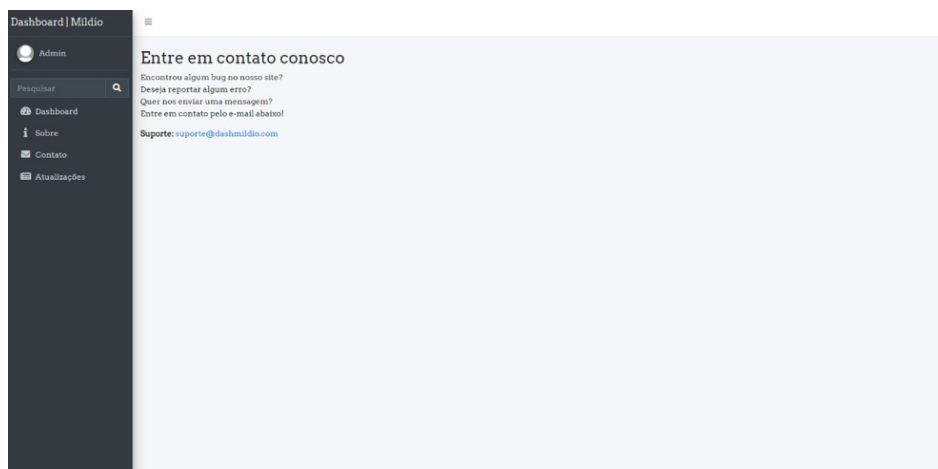 Dashboard | Míldio
Admin
Pesquisar
Dashboard
Sobre
Contato
Atualizações
Entre em contato conosco
Encontrou algum bug no nosso site?
Deseja reportar algum erro?
Quer nos enviar uma mensagem?
Entre em contato pelo e-mail abaixo!
Suporte: suporte@dashmildio.com